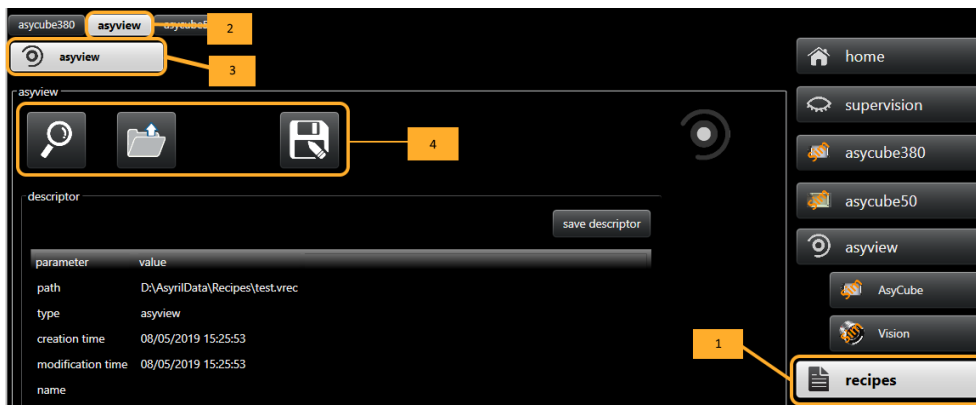 asycube380 asyview
2
asyview
3
asyview
4
descriptor
save descriptor
parameter value
path D:\AsyrilData\Recipes\test.vrec
type asyview
creation time 08/05/2019 15:25:53
modification time 08/05/2019 15:25:53
name
home
supervision
asycube380
asycube50
asyview
AsyCube
Vision
1
recipes